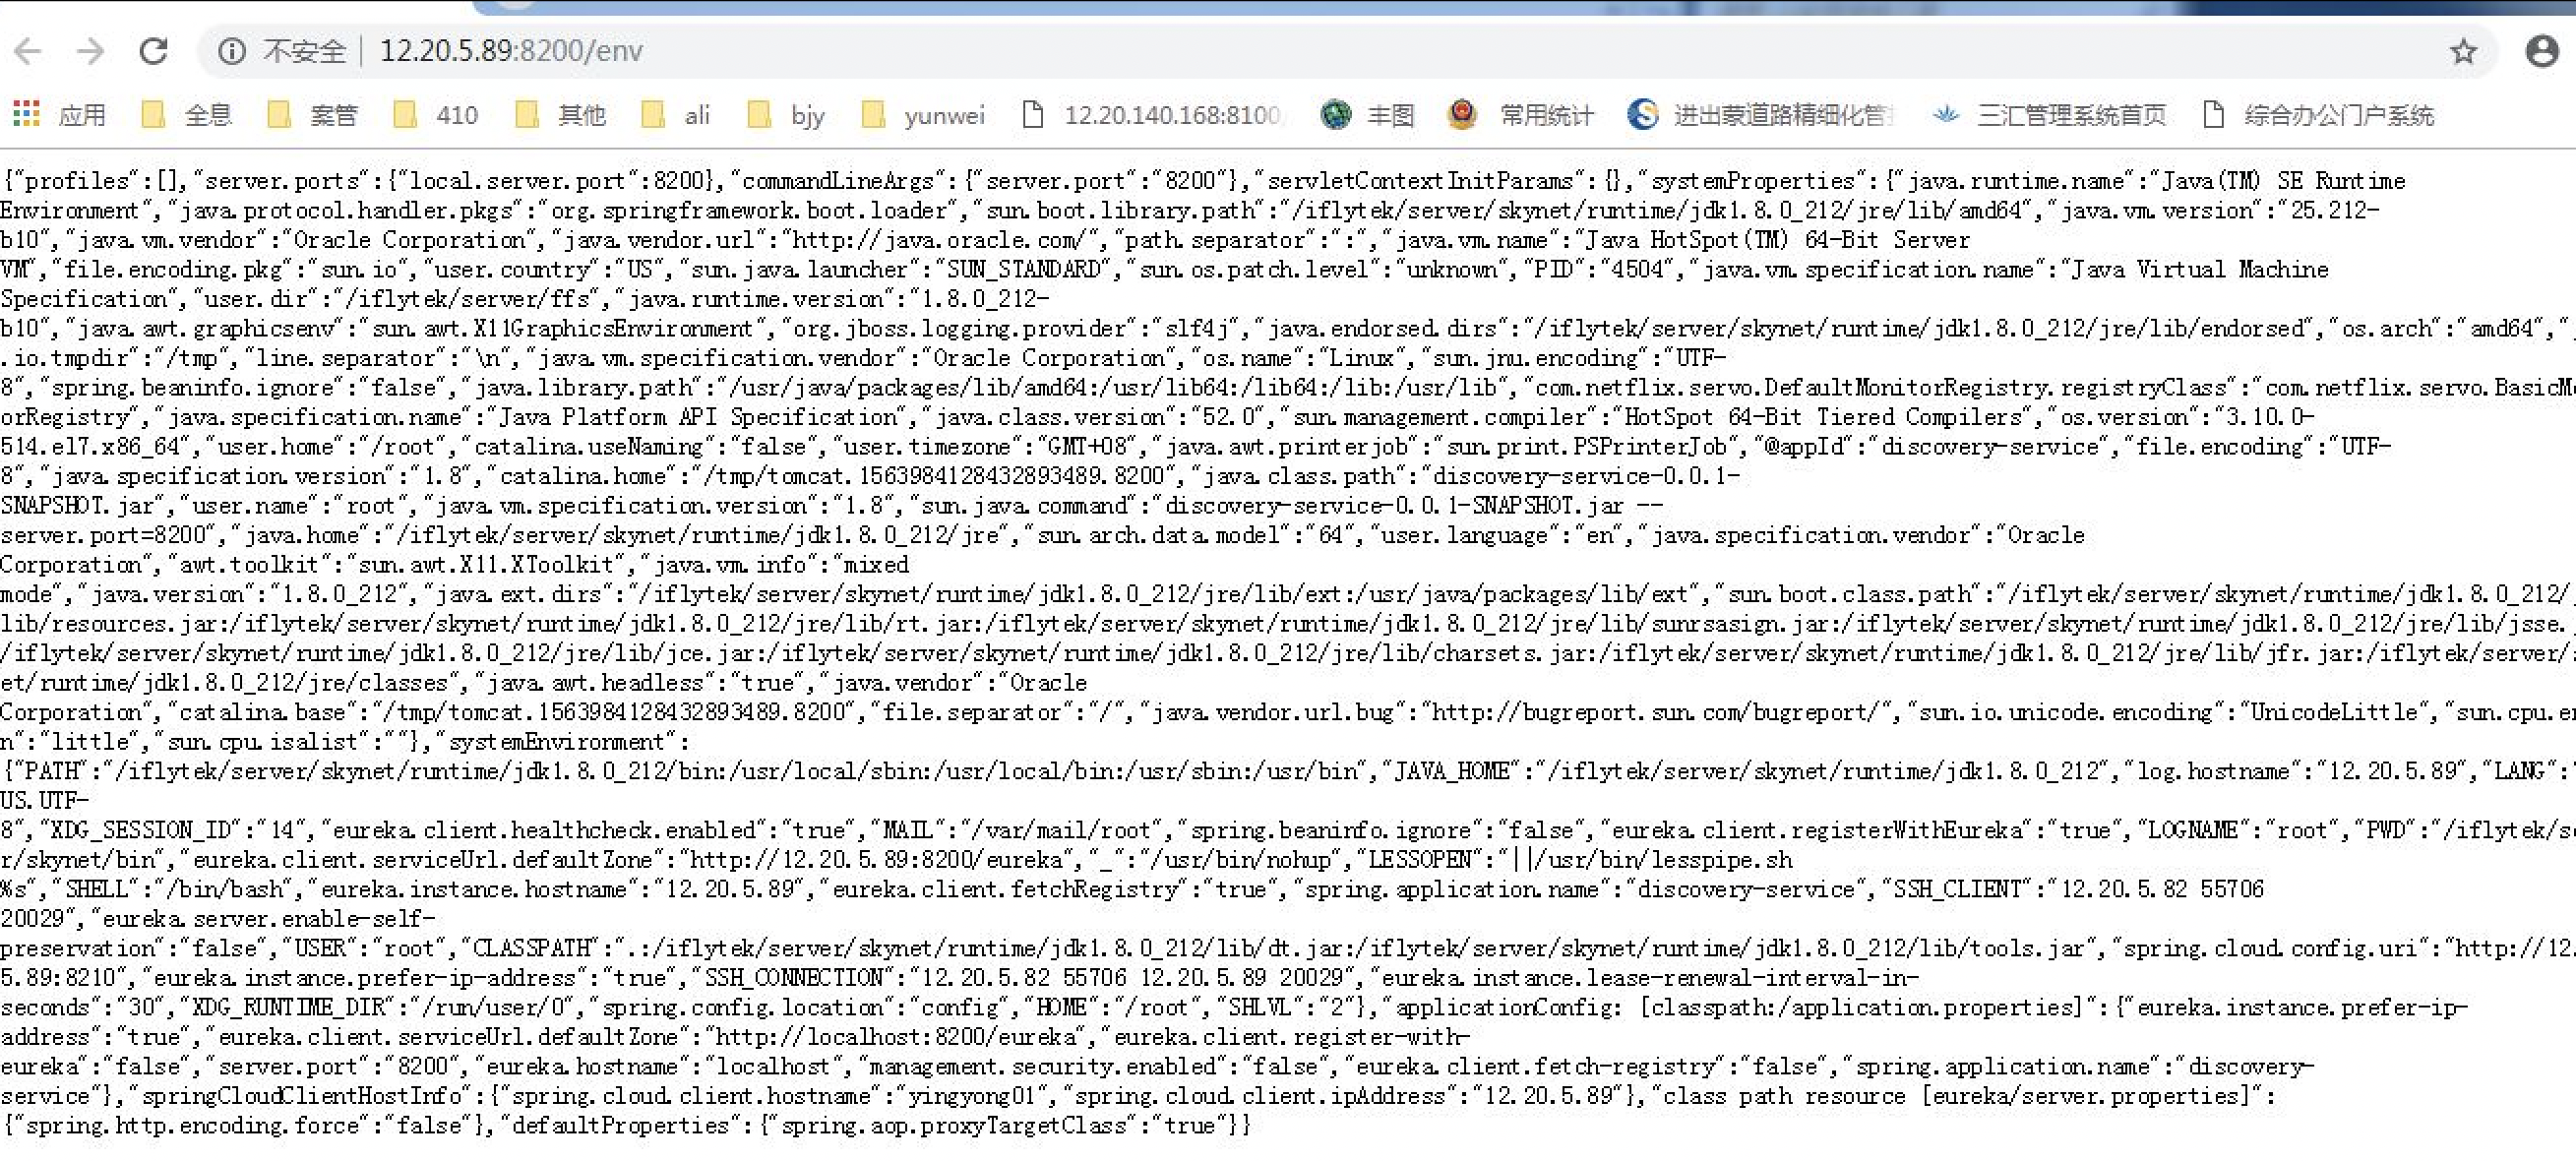 不安全 12.20.5.89:8200/env
应用 全息 案管 410 其他 ali bjy yunwei 12.20.140.168:8100 丰图 常用统计 进出蒙道路精细化管 三汇管理系统首页 综合办公门户系统
{"profiles":[],"server.ports":{"local.server.port":8200},"commandLineArgs":{"server.port":"8200"},"servletContextInitParams":{},"systemProperties":{"java.runtime.name":"Java(TM) SE Runtime
Environment","java.protocol.handler.pkgs":"org.springframework.boot.loader","sun.boot.library.path":"/iflytek/server/skynet/runtime/jdk1.8.0_212/jre/lib/amd64","java.vm.version":"25.212-
b10","java.vm.vendor":"Oracle Corporation","java.vendor.url":"http://java.oracle.com/","path.separator":":","java.vm.name":"Java HotSpot(TM) 64-Bit Server
VM","file.encoding.pkg":"sun.io","user.country":"US","sun.java.launcher":"SUN_STANDARD","sun.os.patch.level":"unknown","PID":"4504","java.vm.specification.name":"Java Virtual Machine
Specification","user.dir":"/iflytek/server/ffs","java.runtime.version":"1.8.0_212-
b10","java.awt.graphicsenv":"sun.awt.X11GraphicsEnvironment","org.jboss.logging.provider":"slf4j","java.endorsed.dirs":"/iflytek/server/skynet/runtime/jdk1.8.0_212/jre/lib/endorsed","os.arch":"amd64","
.io.tmpdir":"/tmp","line.separator":"\n","java.vm.specification.vendor":"Oracle Corporation","os.name":"Linux","sun.jnu.encoding":"UTF-
8","spring.beaninfo.ignore":"false","java.library.path":"/usr/java/packages/lib/amd64:/usr/lib64:/lib64:/lib:/usr/lib","com.netflix.servo.DefaultMonitorRegistry.registryClass":"com.netflix.servo.BasicM
orRegistry","java.specification.name":"Java Platform API Specification","java.class.version":"52.0","sun.management.compiler":"HotSpot 64-Bit Tiered Compilers","os.version":"3.10.0-
514.el7.x86_64","user.home":"/root","catalina.useNaming":"false","user.timezone":"GMT+08","java.awt.printerjob":"sun.print.PSPrinterJob","@appId":"discovery-service","file.encoding":"UTF-
8","java.specification.version":"1.8","catalina.home":"/tmp/tomcat.1563984128432893489.8200","java.class.path":"discovery-service-0.0.1-
SNAPSHOT.jar","user.name":"root","java.vm.specification.version":"1.8","sun.java.command":"discovery-service-0.0.1-SNAPSHOT.jar --
server.port=8200","java.home":"/iflytek/server/skynet/runtime/jdk1.8.0_212/jre","sun.arch.data.model":"64","user.language":"en","java.specification.vendor":"Oracle
Corporation","awt.toolkit":"sun.awt.X11.XToolkit","java.vm.info":"mixed
mode","java.version":"1.8.0_212","java.ext.dirs":"/iflytek/server/skynet/runtime/jdk1.8.0_212/jre/lib/ext:/usr/java/packages/lib/ext","sun.boot.class.path":"/iflytek/server/skynet/runtime/jdk1.8.0_212/
lib/resources.jar:/iflytek/server/skynet/runtime/jdk1.8.0_212/jre/lib/rt.jar:/iflytek/server/skynet/runtime/jdk1.8.0_212/jre/lib/sunrsasign.jar:/iflytek/server/skynet/runtime/jdk1.8.0_212/jre/lib/jsse.
/iflytek/server/skynet/runtime/jdk1.8.0_212/jre/lib/jce.jar:/iflytek/server/skynet/runtime/jdk1.8.0_212/jre/lib/charsets.jar:/iflytek/server/skynet/runtime/jdk1.8.0_212/jre/lib/jfr.jar:/iflytek/server/
et/runtime/jdk1.8.0_212/jre/classes","java.awt.headless":"true","java.vendor":"Oracle
Corporation","catalina.base":"/tmp/tomcat.1563984128432893489.8200","file.separator":"/","java.vendor.url.bug":"http://bugreport.sun.com/bugreport/","sun.io.unicode.encoding":"UnicodeLittle","sun.cpu.e
n":"little","sun.cpu.isalist":""},"systemEnvironment":
{"PATH":"/iflytek/server/skynet/runtime/jdk1.8.0_212/bin:/usr/local/sbin:/usr/local/bin:/usr/sbin:/usr/bin","JAVA_HOME":"/iflytek/server/skynet/runtime/jdk1.8.0_212","log.hostname":"12.20.5.89","LANG":
US.UTF-
8","XDG_SESSION_ID":"14","eureka.client.healthcheck.enabled":"true","MAIL":"/var/mail/root","spring.beaninfo.ignore":"false","eureka.client.registerWithEureka":"true","LOGNAME":"root","PWD":"/iflytek/s
r/skynet/bin","eureka.client.serviceUrl.defaultZone":"http://12.20.5.89:8200/eureka","_":"/usr/bin/nohup","LESSOPEN":"||/usr/bin/lesspipe.sh
%s","SHELL":"/bin/bash","eureka.instance.hostname":"12.20.5.89","eureka.client.fetchRegistry":"true","spring.application.name":"discovery-service","SSH_CLIENT":"12.20.5.82 55706
20029","eureka.server.enable-self-
preservation":"false","USER":"root","CLASSPATH":".:/iflytek/server/skynet/runtime/jdk1.8.0_212/lib/dt.jar:/iflytek/server/skynet/runtime/jdk1.8.0_212/lib/tools.jar","spring.cloud.config.uri":"http://12.
5.89:8210","eureka.instance.prefer-ip-address":"true","SSH_CONNECTION":"12.20.5.82 55706 12.20.5.89 20029","eureka.instance.lease-renewal-interval-in-
seconds":"30","XDG_RUNTIME_DIR":"/run/user/0","spring.config.location":"config","HOME":"/root","SHLVL":"2"},"applicationConfig: [classpath:/application.properties]":{"eureka.instance.prefer-ip-
address":"true","eureka.client.serviceUrl.defaultZone":"http://localhost:8200/eureka","eureka.client.register-with-
eureka":"false","server.port":"8200","eureka.hostname":"localhost","management.security.enabled":"false","eureka.client.fetch-registry":"false","spring.application.name":"discovery-
service"},"springCloudClientHostInfo":{"spring.cloud.client.hostname":"yingyong01","spring.cloud.client.ipAddress":"12.20.5.89"},"class path resource [eureka/server.properties]":
{"spring.http.encoding.force":"false"},"defaultProperties":{"spring.aop.proxyTargetClass":"true"}}